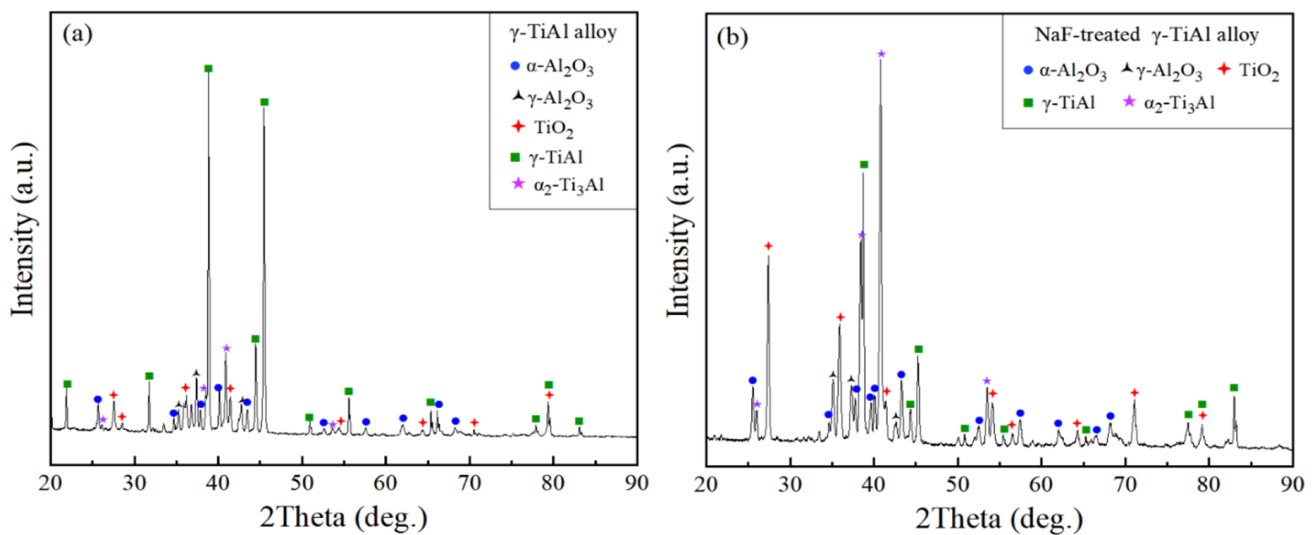 (a)
γ-TiAl alloy
α-Al₂O₃
γ-Al₂O₃
TiO₂
γ-TiAl
α₂-Ti₃Al
Intensity (a.u.)
20 30 40 50 60 70 80 90
2Theta (deg.)
(b)
NaF-treated γ-TiAl alloy
α-Al₂O₃ γ-Al₂O₃ TiO₂
γ-TiAl α₂-Ti₃Al
Intensity (a.u.)
20 30 40 50 60 70 80 90
2Theta (deg.)